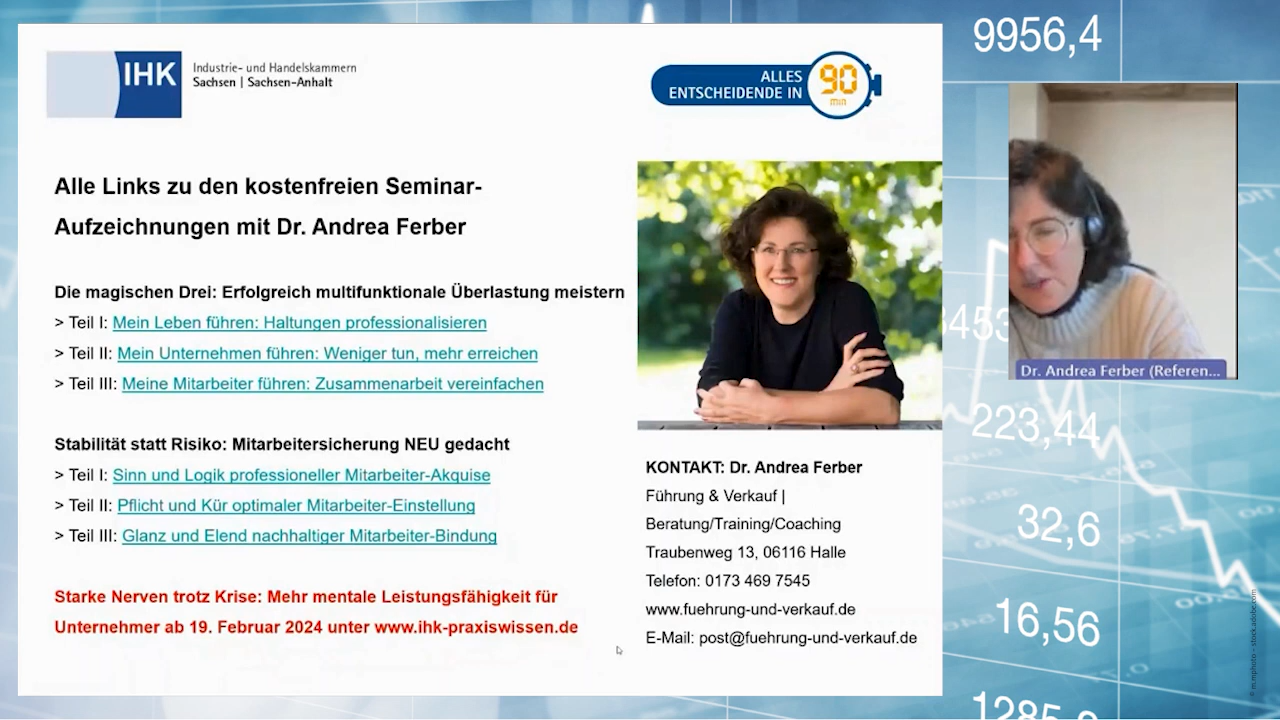 IHK
Industrie- und Handelskammern
Sachsen | Sachsen-Anhalt
ALLES
ENTSCHEIDENDE IN
90
min
Alle Links zu den kostenfreien Seminar-
Aufzeichnungen mit Dr. Andrea Ferber
Die magischen Drei: Erfolgreich multifunktionale Überlastung meistern
> Teil I: Mein Leben führen: Haltungen professionalisieren
> Teil II: Mein Unternehmen führen: Weniger tun, mehr erreichen
> Teil III: Meine Mitarbeiter führen: Zusammenarbeit vereinfachen
Stabilität statt Risiko: Mitarbeitersicherung NEU gedacht
> Teil I: Sinn und Logik professioneller Mitarbeiter-Akquise
> Teil II: Pflicht und Kür optimaler Mitarbeiter-Einstellung
> Teil III: Glanz und Elend nachhaltiger Mitarbeiter-Bindung
Starke Nerven trotz Krise: Mehr mentale Leistungsfähigkeit für
Unternehmer ab 19. Februar 2024 unter www.ihk-praxiswissen.de
KONTAKT: Dr. Andrea Ferber
Führung & Verkauf |
Beratung/Training/Coaching
Traubenweg 13, 06116 Halle
Telefon: 0173 469 7545
www.fuehrung-und-verkauf.de
E-Mail: post@fuehrung-und-verkauf.de
9956,4
Dr. Andrea Ferber (Referen...
223,44
32,6
16,56
© m.mphoto - stock.adobe.com